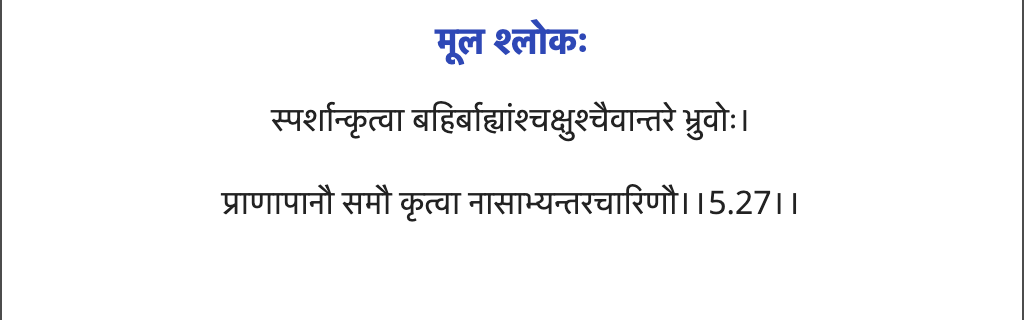 मूल श्लोकः
स्पर्शान्कृत्वा बहिर्बाह्यांश्चक्षुश्चैवान्तरे भ्रुवोः।
प्राणापानौ समौ कृत्वा नासाभ्यन्तरचारिणौ।।5.27।।